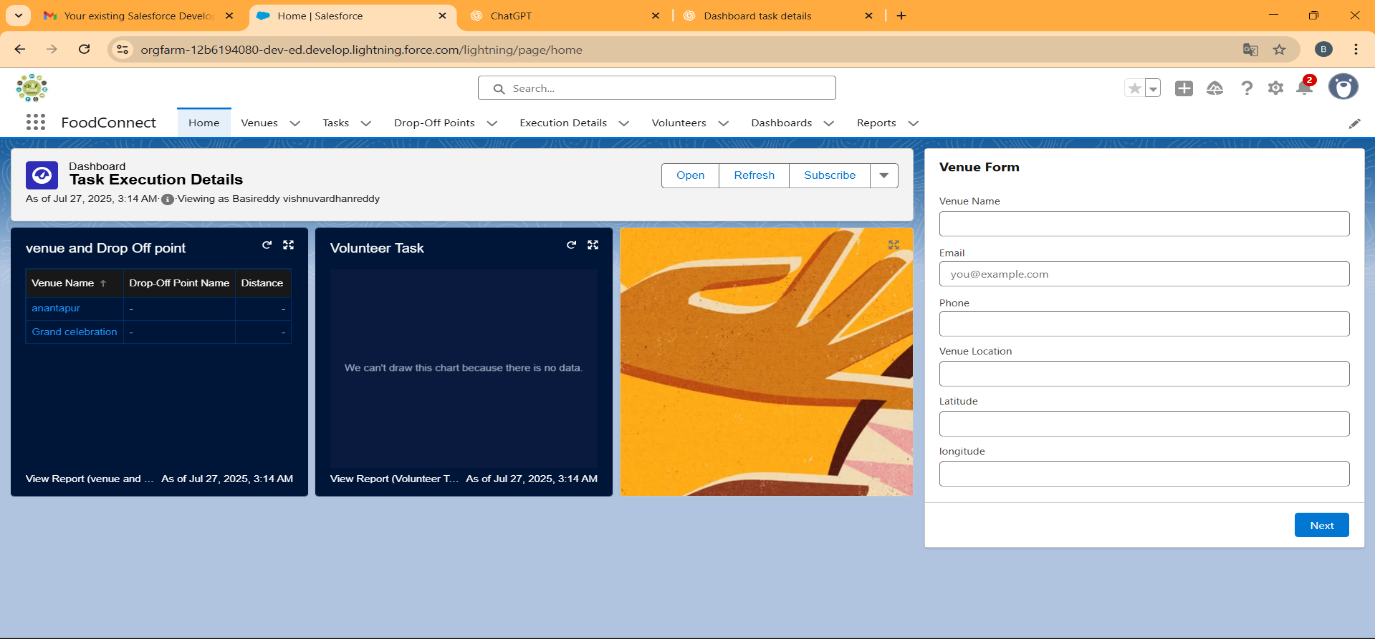 Your existing Salesforce Develo
Home | Salesforce
ChatGPT
Dashboard task details
orgfarm-12b6194080-dev-ed.develop.lightning.force.com/lightning/page/home
B
Search...
2
FoodConnect
Home
Venues
Tasks
Drop-Off Points
Execution Details
Volunteers
Dashboards
Reports
Dashboard
Task Execution Details
As of Jul 27, 2025, 3:14 AM·Viewing as Basireddy vishnuvardhanreddy
Open
Refresh
Subscribe
venue and Drop Off point
Venue Name ↑ Drop-Off Point Name Distance
anantapur - -
Grand celebration - -
View Report (venue and ... As of Jul 27, 2025, 3:14 AM
Volunteer Task
We can't draw this chart because there is no data.
View Report (Volunteer T... As of Jul 27, 2025, 3:14 AM
Venue Form
Venue Name
Email
you@example.com
Phone
Venue Location
Latitude
longitude
Next